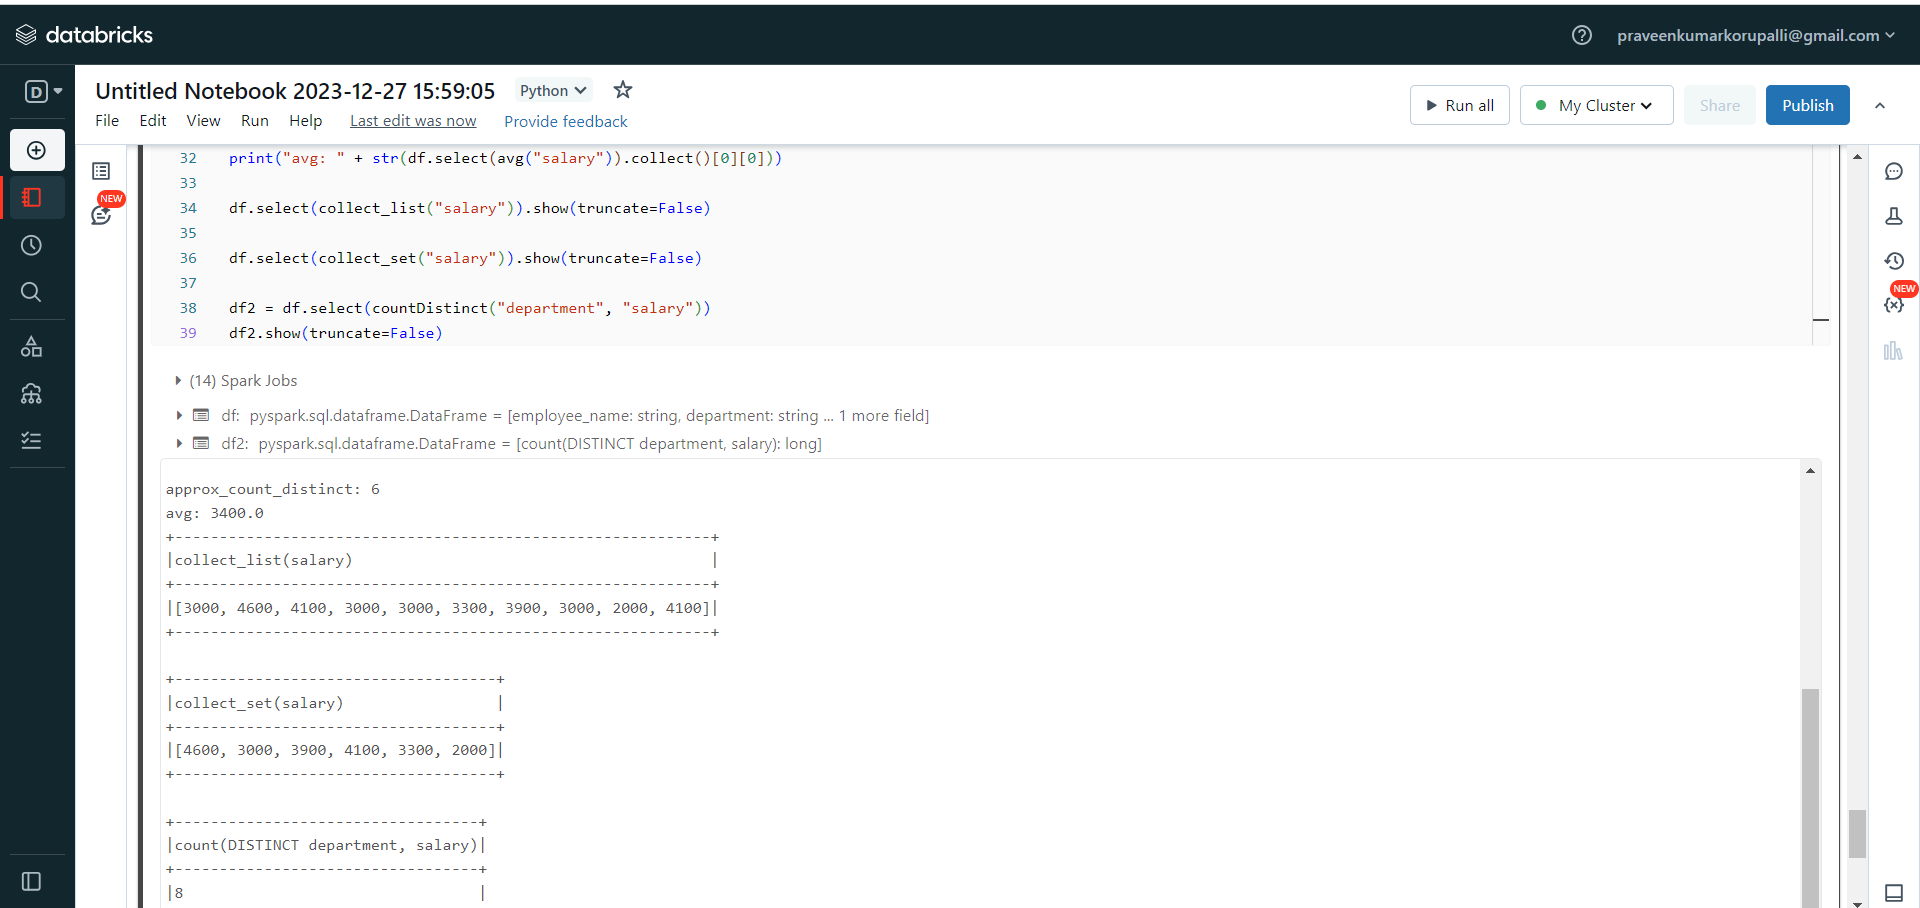 databricks
praveenkumarkorupalli@gmail.com
D
Untitled Notebook 2023-12-27 15:59:05
Python
File Edit View Run Help Last edit was now Provide feedback
Run all
My Cluster
Share
Publish
NEW
NEW
32 print("avg: " + str(df.select(avg("salary")).collect()[0][0]))
33
34 df.select(collect_list("salary")).show(truncate=False)
35
36 df.select(collect_set("salary")).show(truncate=False)
37
38 df2 = df.select(countDistinct("department", "salary"))
39 df2.show(truncate=False)
(14) Spark Jobs
df: pyspark.sql.dataframe.DataFrame = [employee_name: string, department: string ... 1 more field]
df2: pyspark.sql.dataframe.DataFrame = [count(DISTINCT department, salary): long]
approx_count_distinct: 6
avg: 3400.0
+------------------------------------------------------------+
|collect_list(salary)                                        |
+------------------------------------------------------------+
|[3000, 4600, 4100, 3000, 3000, 3300, 3900, 3000, 2000, 4100]|
+------------------------------------------------------------+
+------------------------------------+
|collect_set(salary)                 |
+------------------------------------+
|[4600, 3000, 3900, 4100, 3300, 2000]|
+------------------------------------+
+----------------------------------+
|count(DISTINCT department, salary)|
+----------------------------------+
|8                                 |